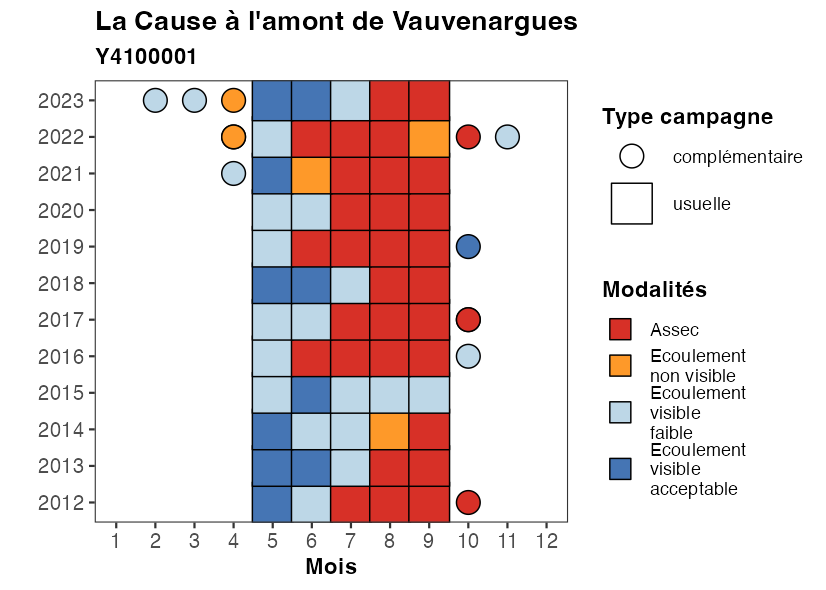 La Cause à l'amont de Vauvenargues
Y4100001
2023
2022
2021
2020
2019
2018
2017
2016
2015
2014
2013
2012
1 2 3 4 5 6 7 8 9 10 11 12
Mois
Type campagne
complémentaire
usuelle
Modalités
Assec
Ecoulement
non visible
Ecoulement
visible
faible
Ecoulement
visible
acceptable